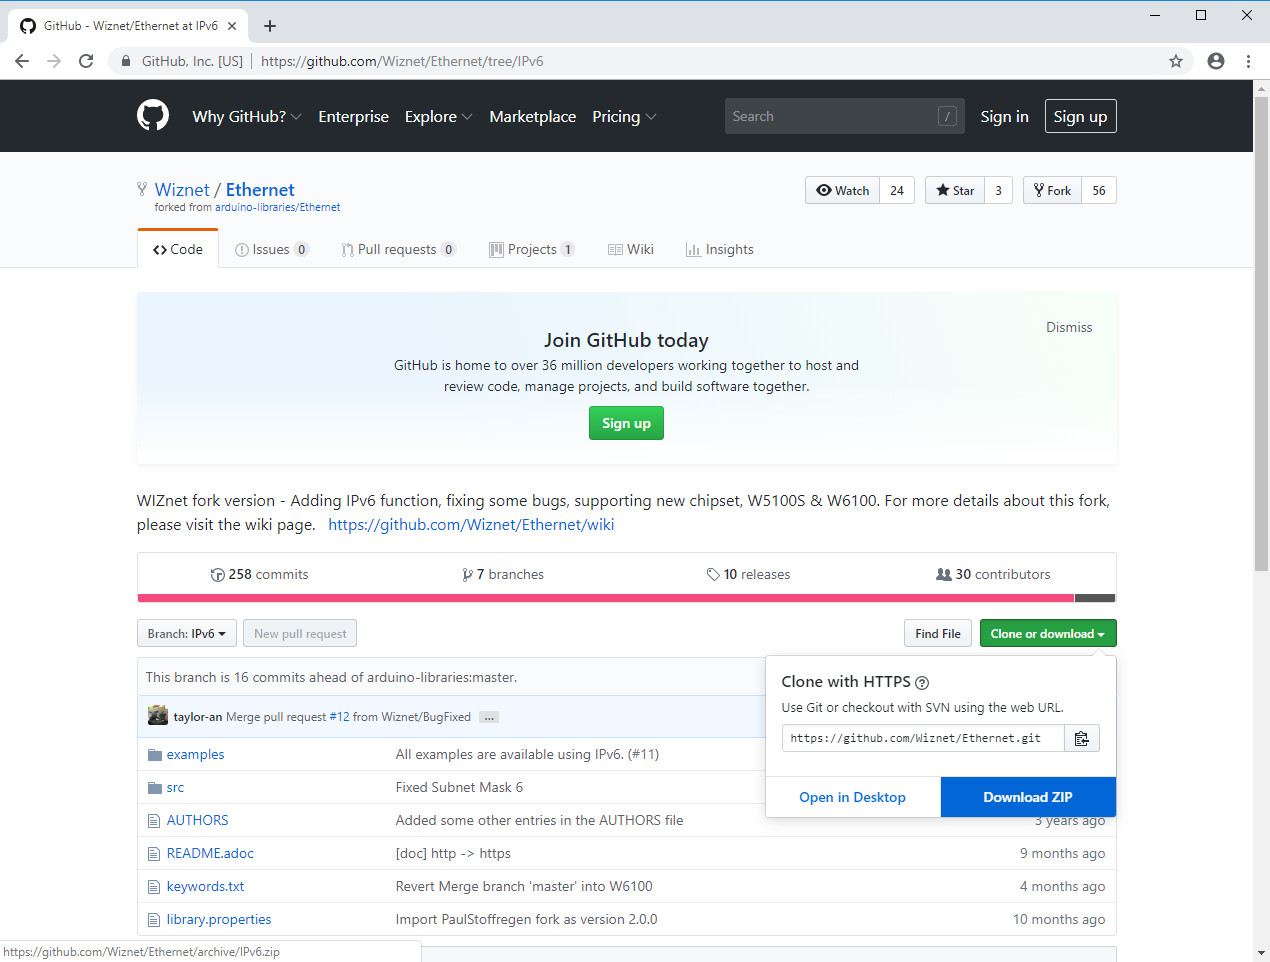 GitHub - Wiznet/Ethernet at IPv6
GitHub, Inc. [US] https://github.com/Wiznet/Ethernet/tree/IPv6
Why GitHub? Enterprise Explore Marketplace Pricing Search / Sign in Sign up
Wiznet / Ethernet Watch 24 Star 3 Fork 56
forked from arduino-libraries/Ethernet
Code Issues 0 Pull requests 0 Projects 1 Wiki Insights
Dismiss
Join GitHub today
GitHub is home to over 36 million developers working together to host and
review code, manage projects, and build software together.
Sign up
WIZnet fork version - Adding IPv6 function, fixing some bugs, supporting new chipset, W5100S & W6100. For more details about this fork,
please visit the wiki page. https://github.com/Wiznet/Ethernet/wiki
258 commits 7 branches 10 releases 30 contributors
Branch: IPv6 New pull request Find File Clone or download
This branch is 16 commits ahead of arduino-libraries:master.
Clone with HTTPS
Use Git or checkout with SVN using the web URL.
https://github.com/Wiznet/Ethernet.git
Open in Desktop Download ZIP
taylor-an Merge pull request #12 from Wiznet/BugFixed ...
examples All examples are available using IPv6. (#11)
src Fixed Subnet Mask 6
AUTHORS Added some other entries in the AUTHORS file 3 years ago
README.adoc [doc] http -> https 9 months ago
keywords.txt Revert Merge branch 'master' into W6100 4 months ago
library.properties Import PaulStoffregen fork as version 2.0.0 10 months ago
https://github.com/Wiznet/Ethernet/archive/IPv6.zip